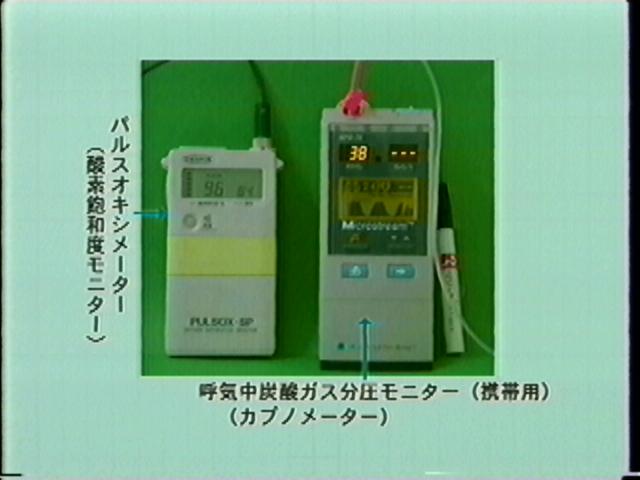 パルスオキシメーター
（酸素飽和度モニター）
96
PULSOX-SP
38
---
Microstream
呼気中炭酸ガス分圧モニター（携帯用）
（カプノメーター）